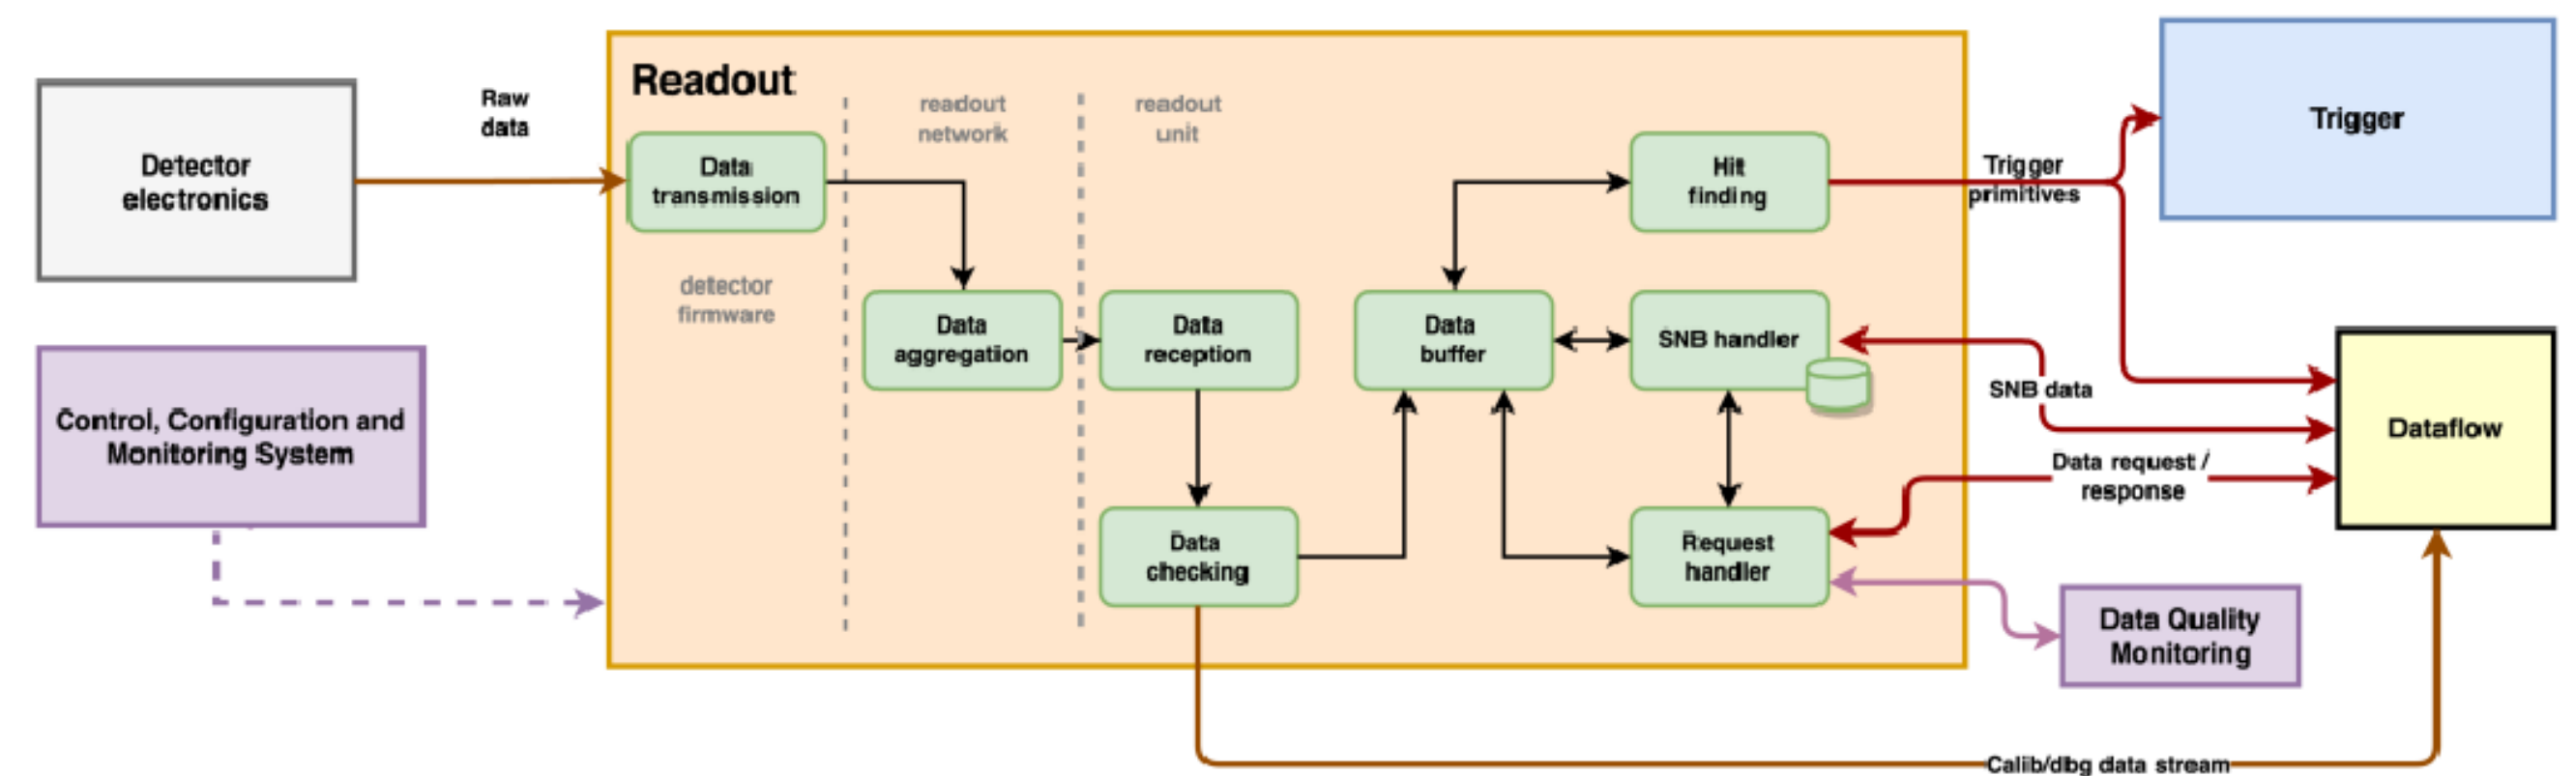 Readout
Raw
data
readout
network
readout
unit
Trigger
Detector
electronics
Data
transmission
Hit
finding
Trigger
primitives
detector
firmware
Data
aggregation
Data
reception
Data
buffer
SNB handler
SNB data
Control, Configuration and
Monitoring System
Dataflow
Data request /
response
Data
checking
Request
handler
Data Quality
Monitoring
Calib/dbg data stream